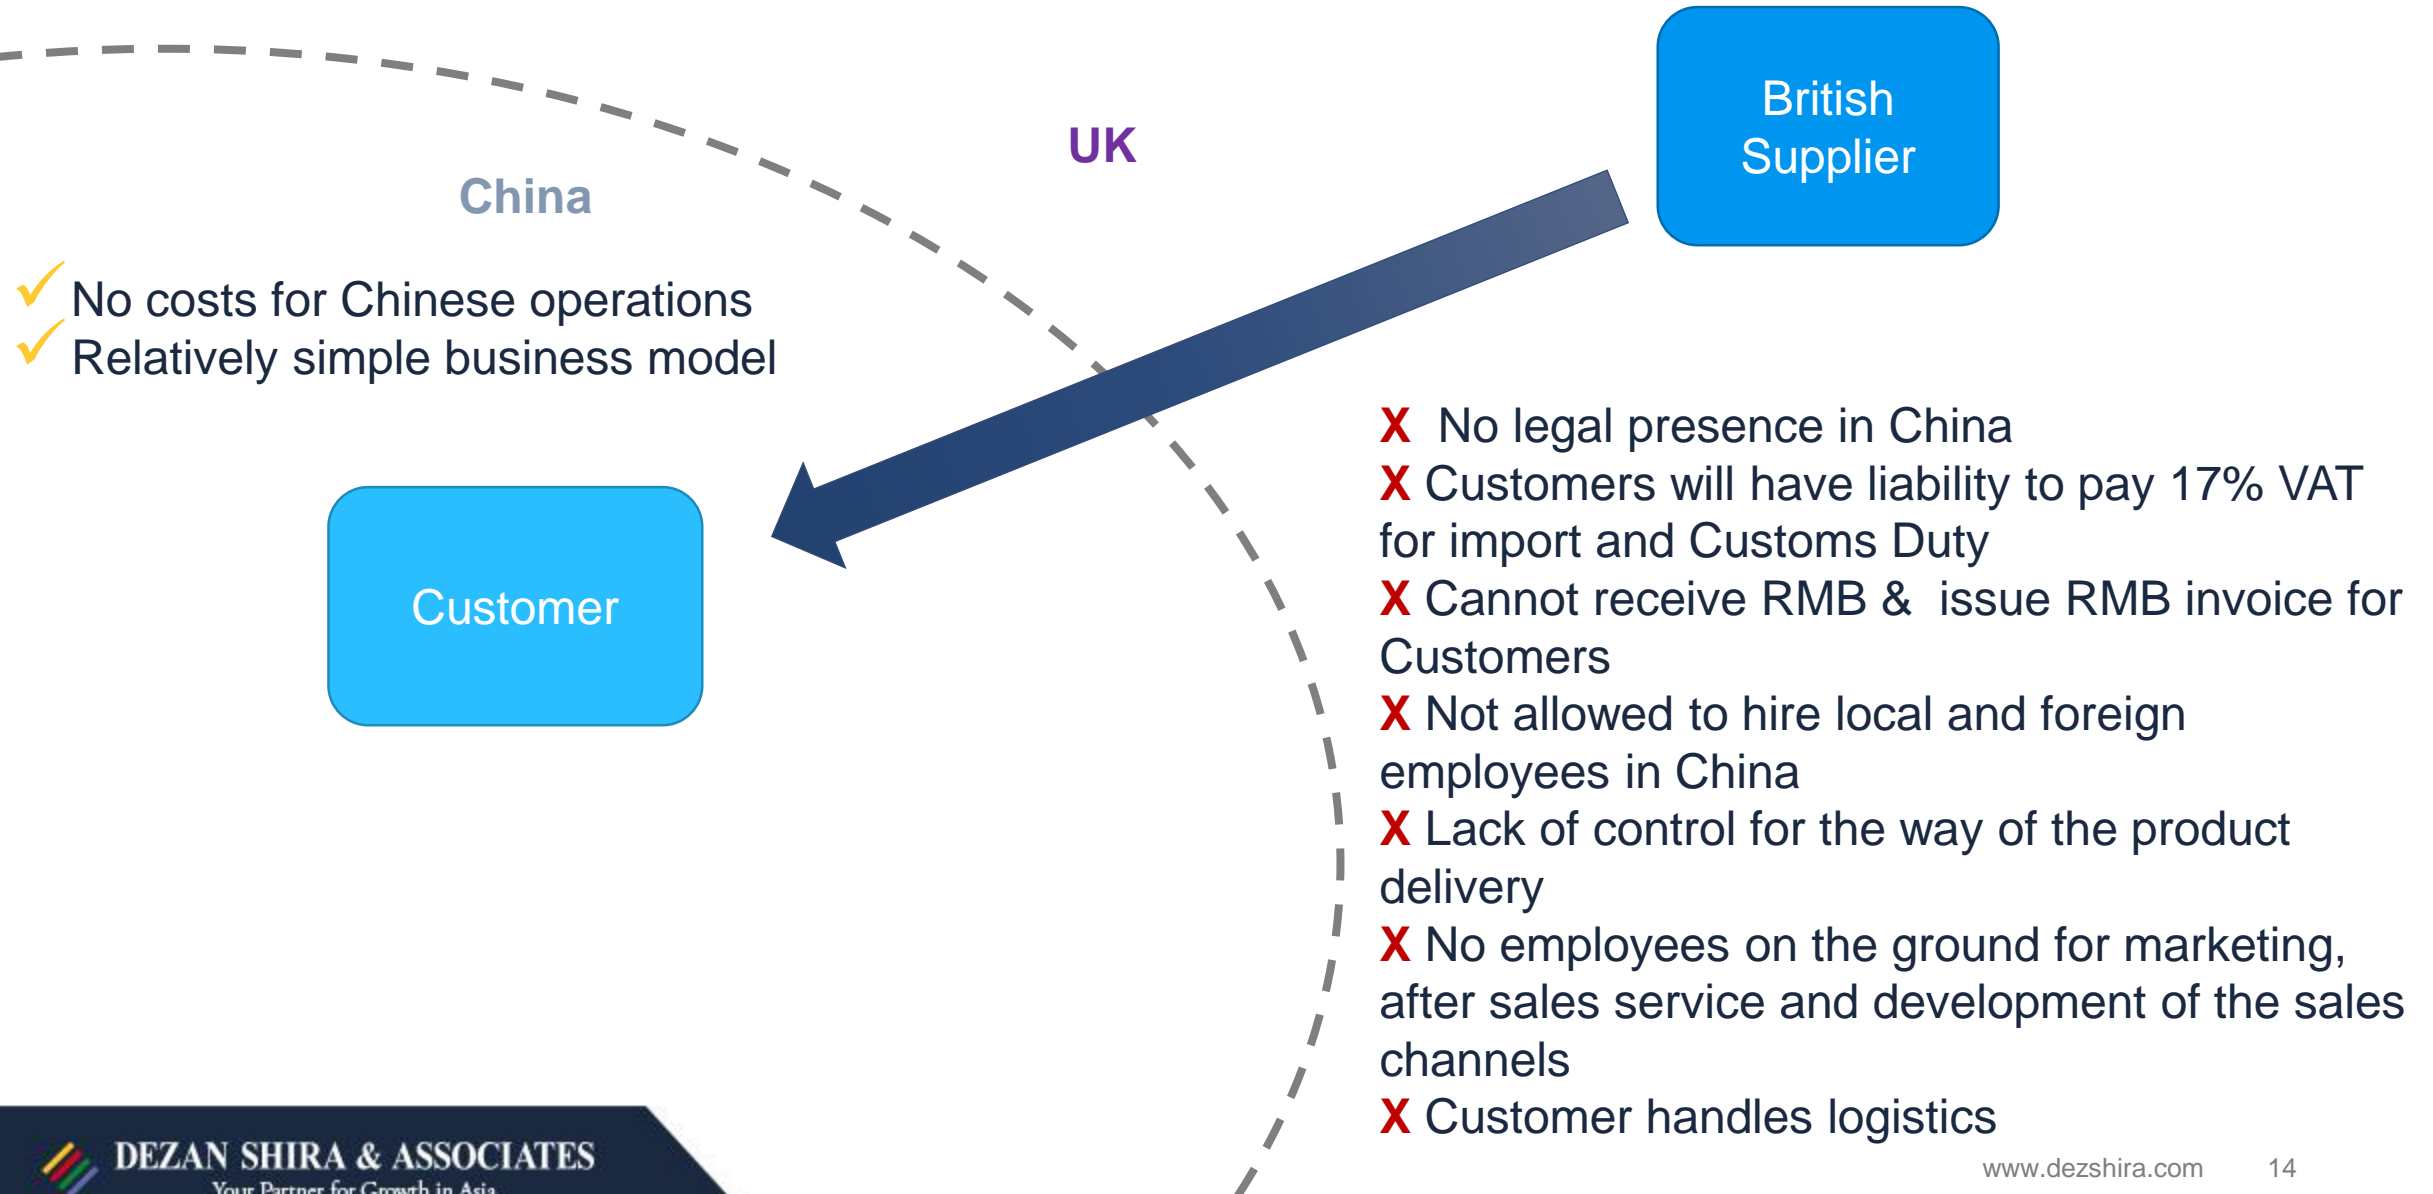 British
Supplier
UK
China
No costs for Chinese operations
Relatively simple business model
Customer
X No legal presence in China
X Customers will have liability to pay 17% VAT
for import and Customs Duty
X Cannot receive RMB & issue RMB invoice for
Customers
X Not allowed to hire local and foreign
employees in China
X Lack of control for the way of the product
delivery
X No employees on the ground for marketing,
after sales service and development of the sales
channels
X Customer handles logistics
DEZAN SHIRA & ASSOCIATES
Your Partner for Growth in Asia
www.dezshira.com 14